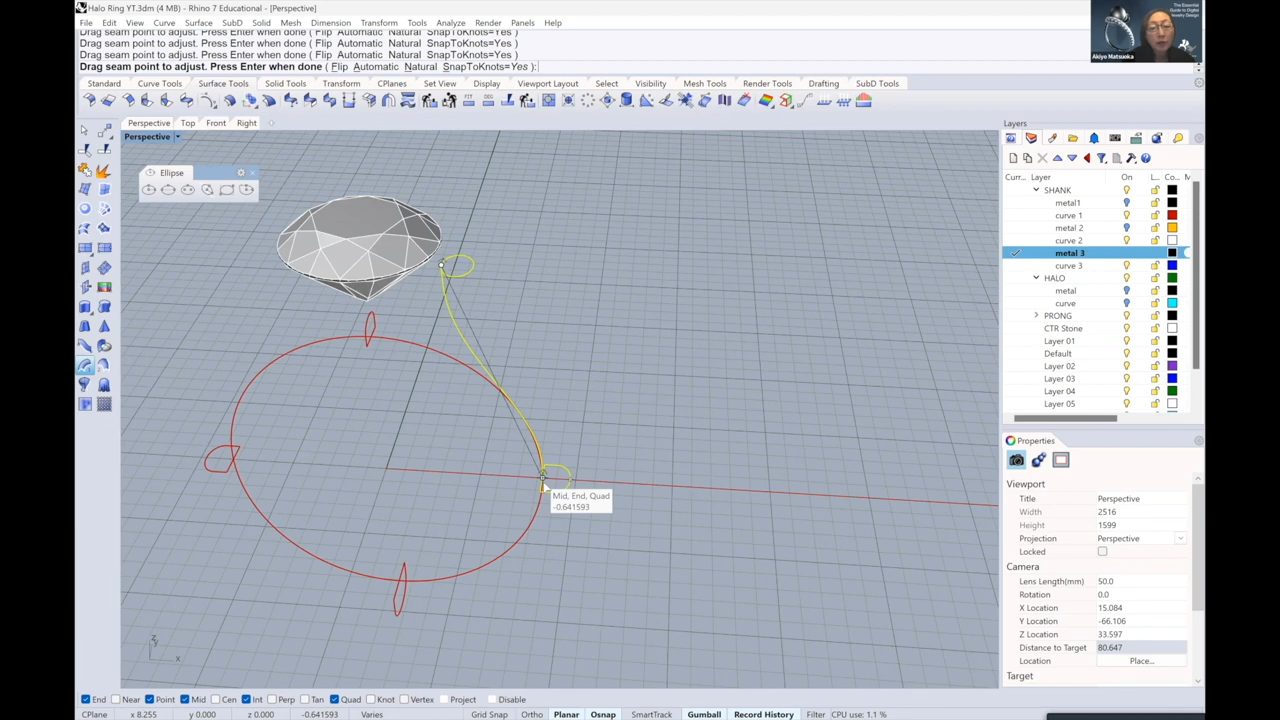 Halo Ring YT.3dm (4 MB) - Rhino 7 Educational - [Perspective]
File Edit View Curve Surface SubD Solid Mesh Dimension Transform Tools Analyze Render Panels Help
Drag seam point to adjust. Press Enter when done ( Flip Automatic Natural SnapToKnots=Yes )
Drag seam point to adjust. Press Enter when done ( Flip Automatic Natural SnapToKnots=Yes )
Drag seam point to adjust. Press Enter when done ( Flip Automatic Natural SnapToKnots=Yes )
Drag seam point to adjust. Press Enter when done ( Flip Automatic Natural SnapToKnots=Yes ):
The Essential
Guide to Digital
Jewelry Design
Akiyo Matsuoka
Standard Curve Tools Surface Tools Solid Tools Transform CPlanes Set View Display Select Visibility Mesh Tools Render Tools Drafting SubD Tools
Perspective Top Front Right
Perspective
Ellipse
Mid, End, Quad
-0.641593
z
y
x
Layers
Curr... Layer On L... Co... M
SHANK
metal1
curve 1
metal 2
curve 2
metal 3
curve 3
HALO
metal
curve
PRONG
CTR Stone
Layer 01
Default
Layer 02
Layer 03
Layer 04
Layer 05
Properties
Viewport
Title Perspective
Width 2516
Height 1599
Projection Perspective
Locked
Camera
Lens Length(mm) 50.0
Rotation 0.0
X Location 15.084
Y Location -66.106
Z Location 33.597
Distance to Target 80.647
Location Place...
Target
End Near Point Mid Cen Int Perp Tan Quad Knot Vertex Project Disable
CPlane x 8.255 y 0.000 z 0.000 -0.641593 Varies Grid Snap Ortho Planar Osnap SmartTrack Gumball Record History Filter CPU use: 1.1 %